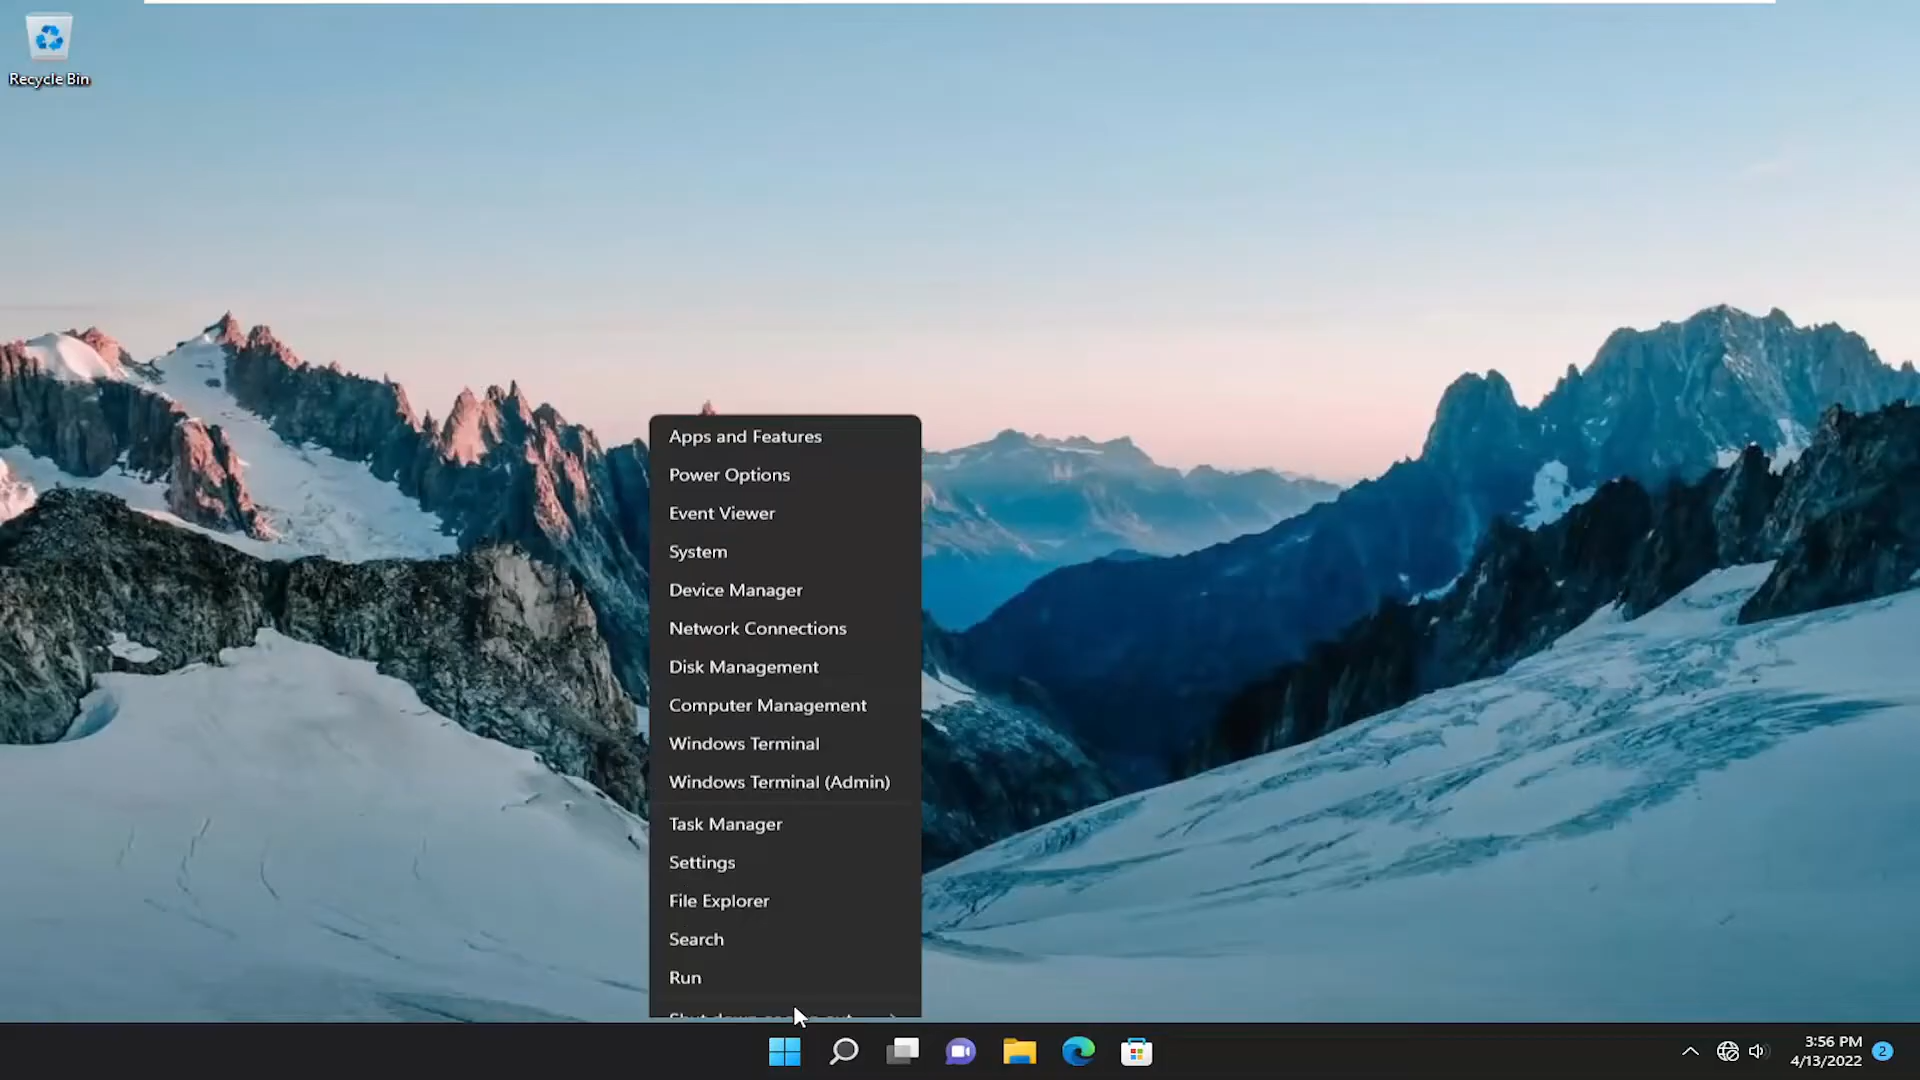 Recycle Bin
Apps and Features
Power Options
Event Viewer
System
Device Manager
Network Connections
Disk Management
Computer Management
Windows Terminal
Windows Terminal (Admin)
Task Manager
Settings
File Explorer
Search
Run
3:56 PM
4/13/2022
2